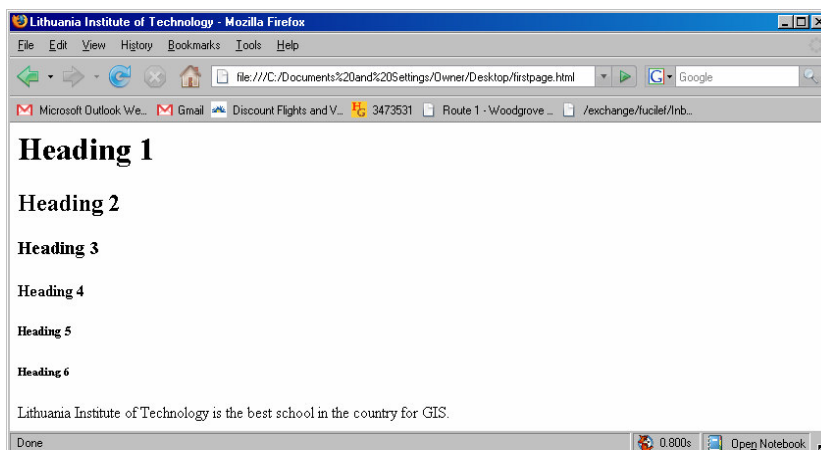 Lithuania Institute of Technology - Mozilla Firefox
File Edit View History Bookmarks Tools Help
file:///C:/Documents%20and%20Settings/Owner/Desktop/firstpage.html G Google
Microsoft Outlook We... Gmail Discount Flights and V... HG 3473531 Route 1 - Woodgrove ... /exchange/fucilef/Inb...
Heading 1
Heading 2
Heading 3
Heading 4
Heading 5
Heading 6
Lithuania Institute of Technology is the best school in the country for GIS.
Done 0.800s Open Notebook